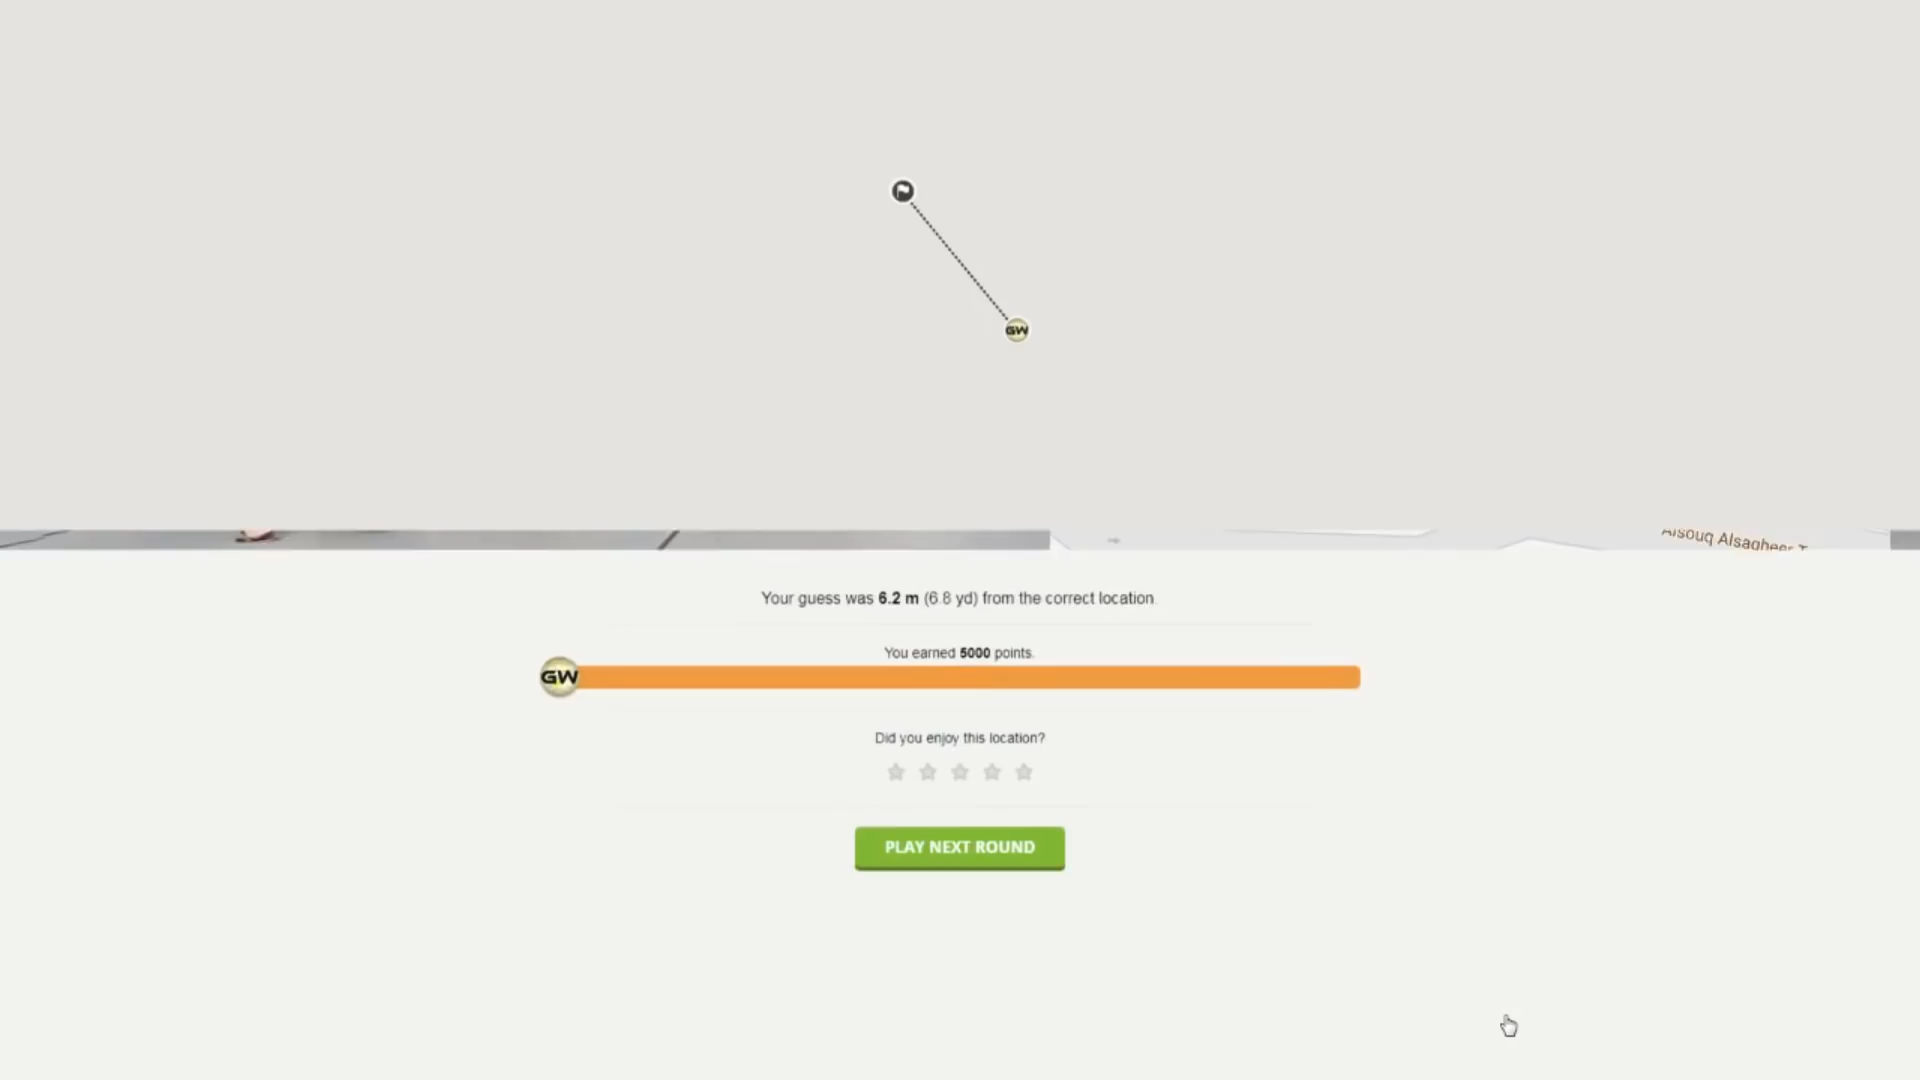 GW
Alsouq Alsagheer T
Your guess was 6.2 m (6.8 yd) from the correct location.
You earned 5000 points.
GW
Did you enjoy this location?
PLAY NEXT ROUND